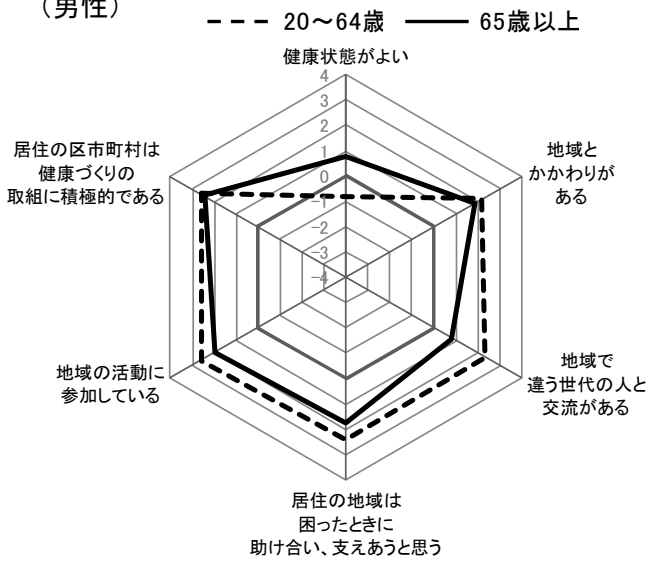 (男性)
20～64歳 65歳以上
健康状態がよい
4
3
2
1
0
−1
−2
−3
−4
地域と
かかわりが
ある
地域で
違う世代の人と
交流がある
居住の地域は
困ったときに
助け合い、支えあうと思う
地域の活動に
参加している
居住の区市町村は
健康づくりの
取組に積極的である